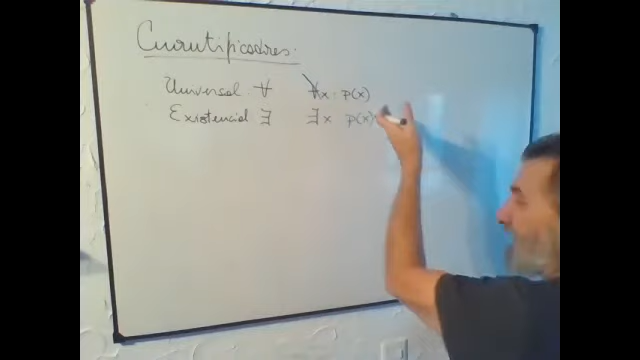 Cuantificadores:
Universal: ∀ ∀x: p(x)
Existencial ∃ ∃x p(x)